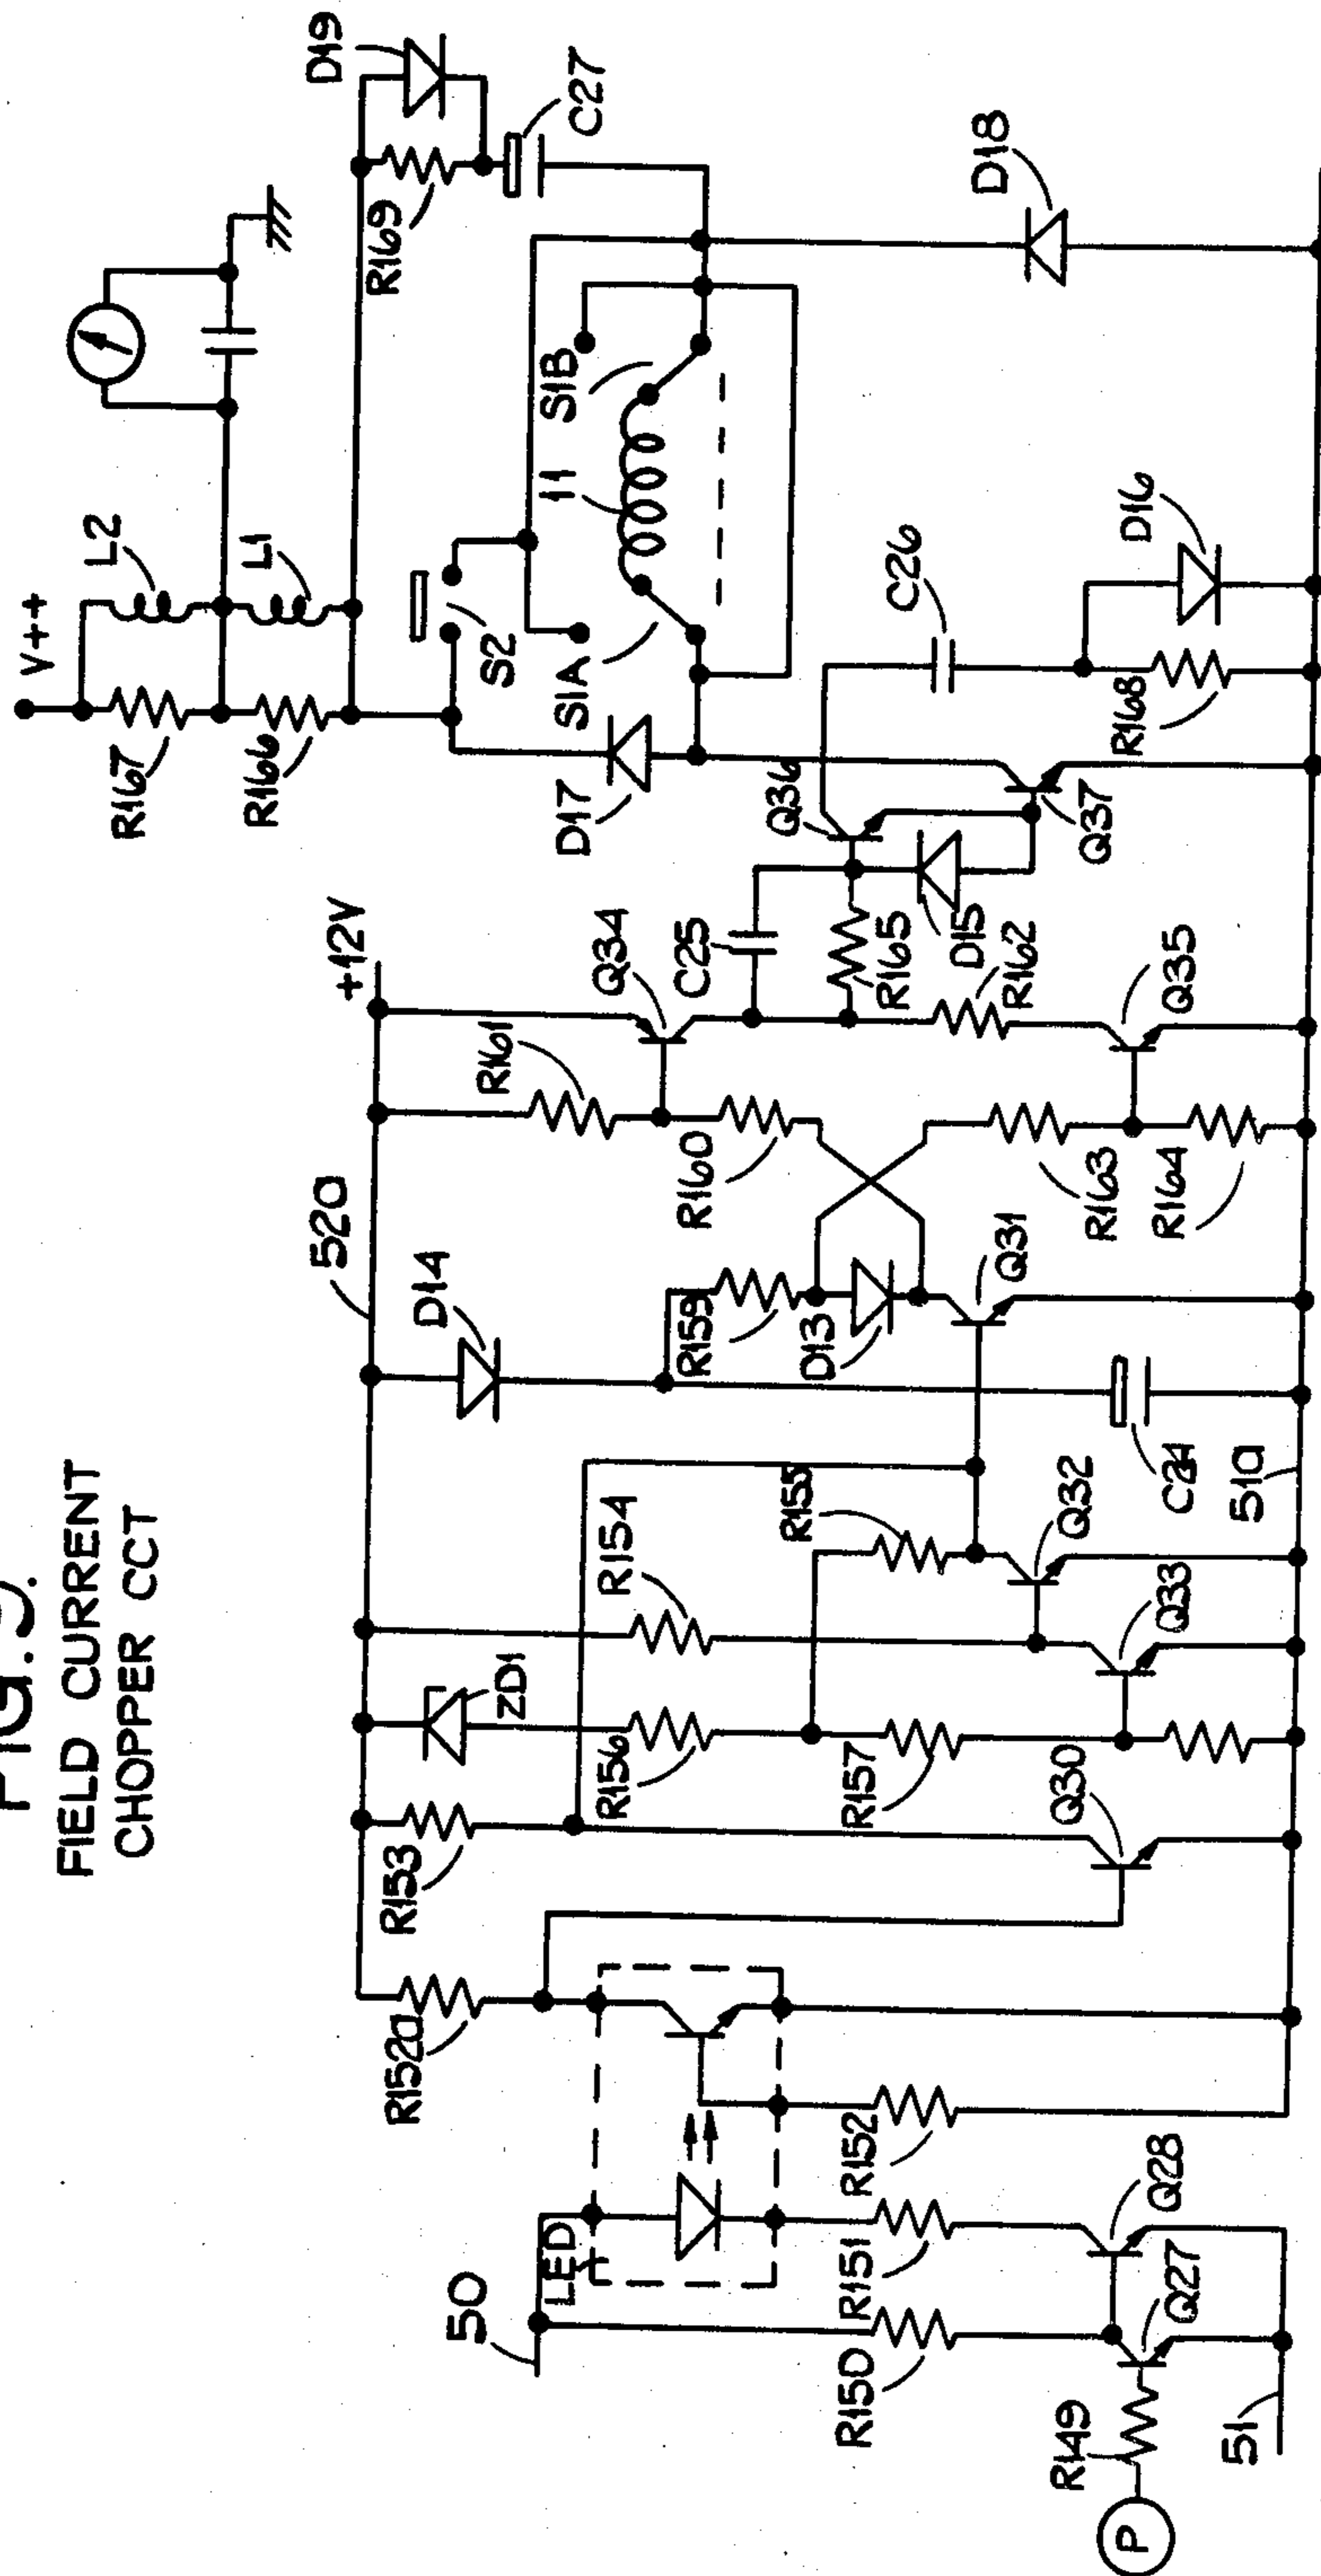 FIG.9.
FIELD CURRENT
CHOPPER CCT
V++
L2
L1
R167
R166
D19
R169
C27
S2
S1A
S1B
11
D17
D18
+12V
52a
D14
R161
Q34
C25
Q36
C26
D16
R168
Q37
D15
R165
R162
Q35
R160
R163
R164
R159
D13
Q31
C24
51a
R154
R155
Q32
Q33
ZD1
R156
R157
Q30
R153
R152a
R152
50
LED
R151
Q28
R150
Q27
51
R149
P